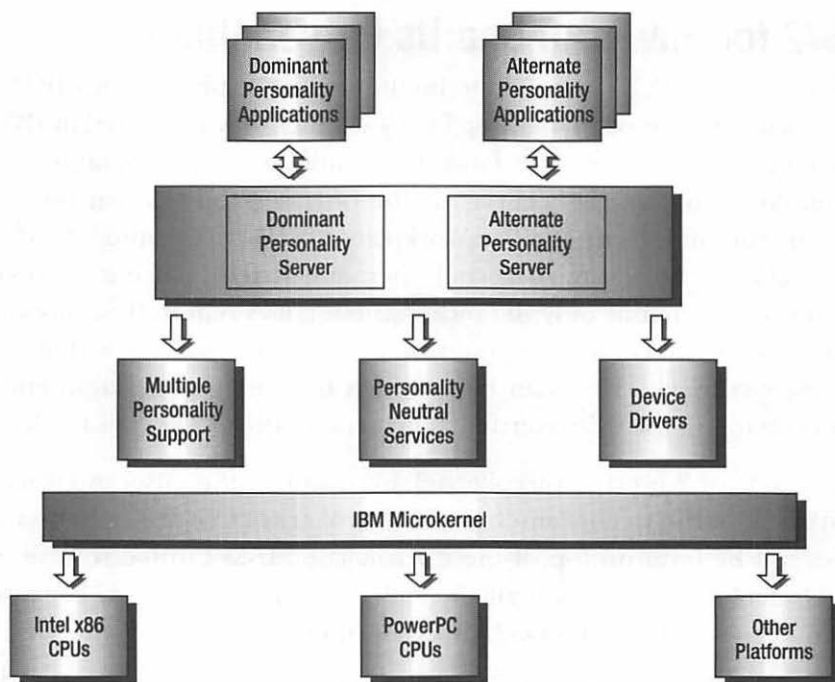 Dominant
Personality
Applications
Alternate
Personality
Applications
Dominant
Personality
Server
Alternate
Personality
Server
Multiple
Personality
Support
Personality
Neutral
Services
Device
Drivers
IBM Microkernel
Intel x86
CPUs
PowerPC
CPUs
Other
Platforms